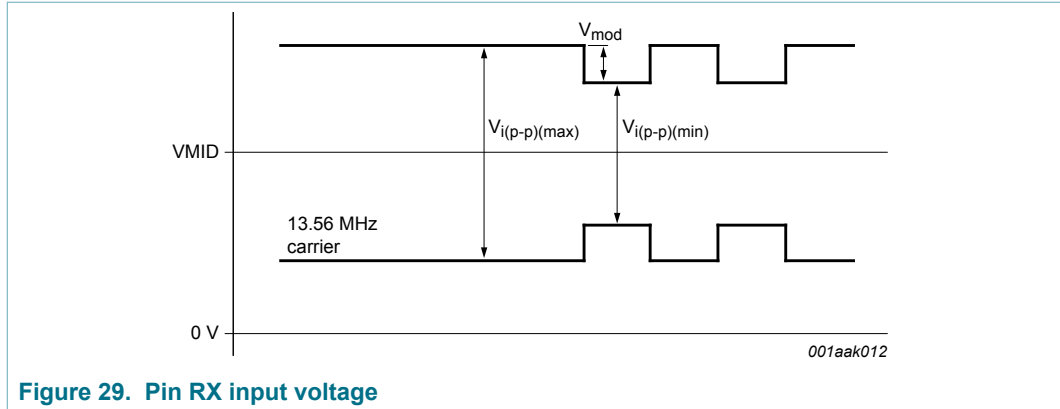 Vmod
Vi(p-p)(max)
Vi(p-p)(min)
VMID
13.56 MHz
carrier
0 V
001aak012
Figure 29. Pin RX input voltage